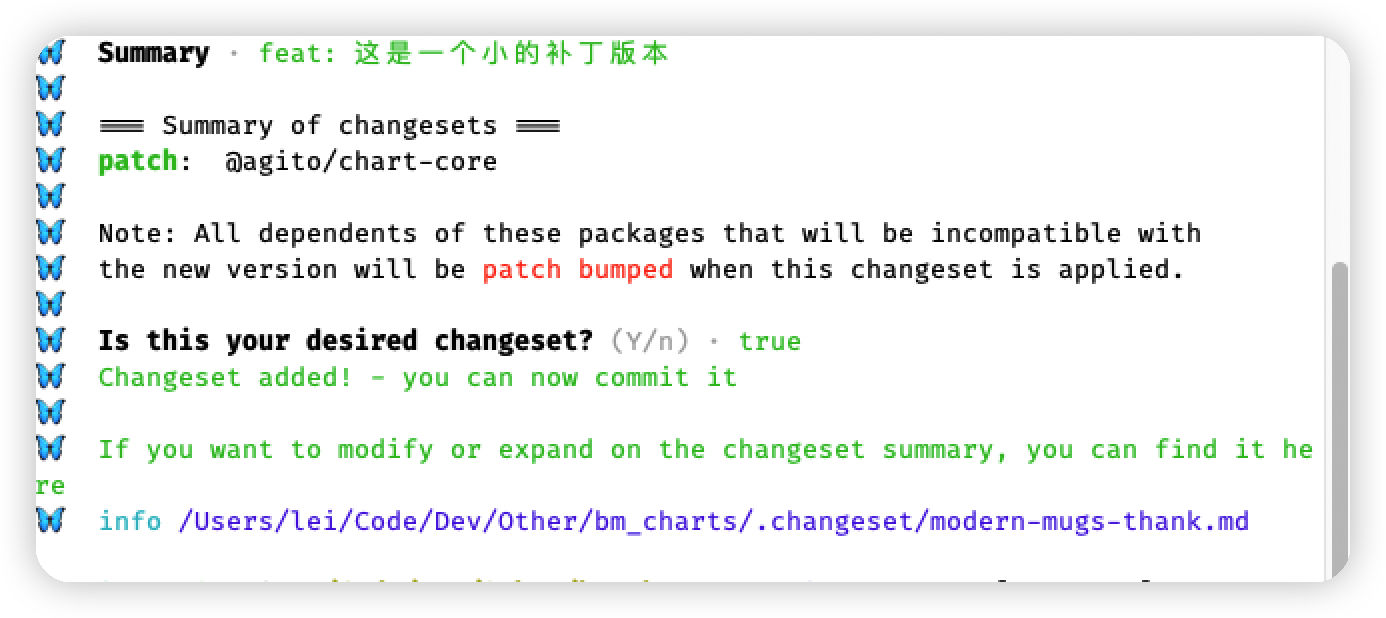 Summary · feat: 这是一个小的补丁版本
=== Summary of changesets ===
patch:  @agito/chart-core
Note: All dependents of these packages that will be incompatible with
the new version will be patch bumped when this changeset is applied.
Is this your desired changeset? (Y/n) · true
Changeset added! - you can now commit it
If you want to modify or expand on the changeset summary, you can find it he
re
info /Users/lei/Code/Dev/Other/bm_charts/.changeset/modern-mugs-thank.md